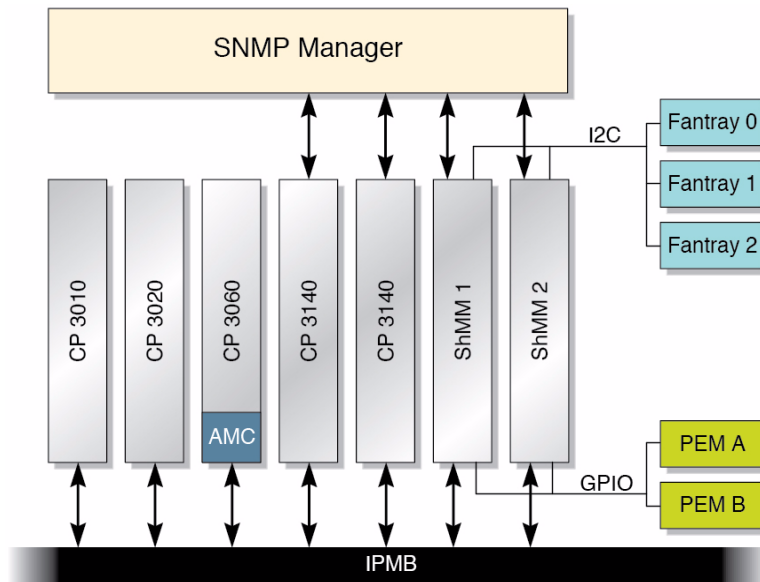 SNMP Manager
I2C
Fantray 0
Fantray 1
Fantray 2
CP 3010
CP 3020
CP 3060
CP 3140
CP 3140
ShMM 1
ShMM 2
AMC
GPIO
PEM A
PEM B
IPMB